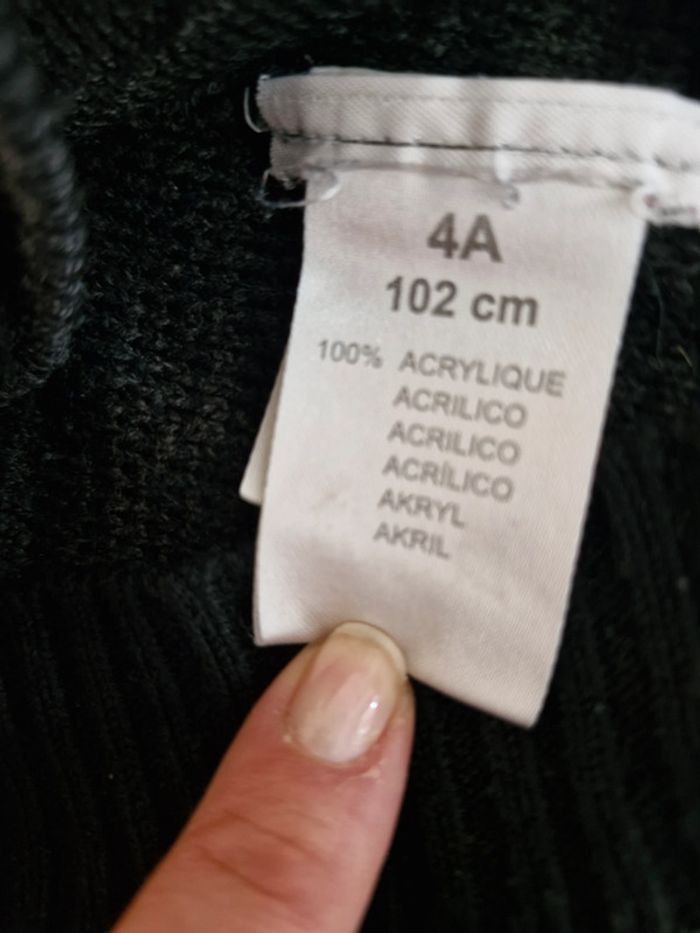 4A
102 cm
100% ACRYLIQUE
ACRILICO
ACRILICO
ACRÍLICO
AKRYL
AKRIL